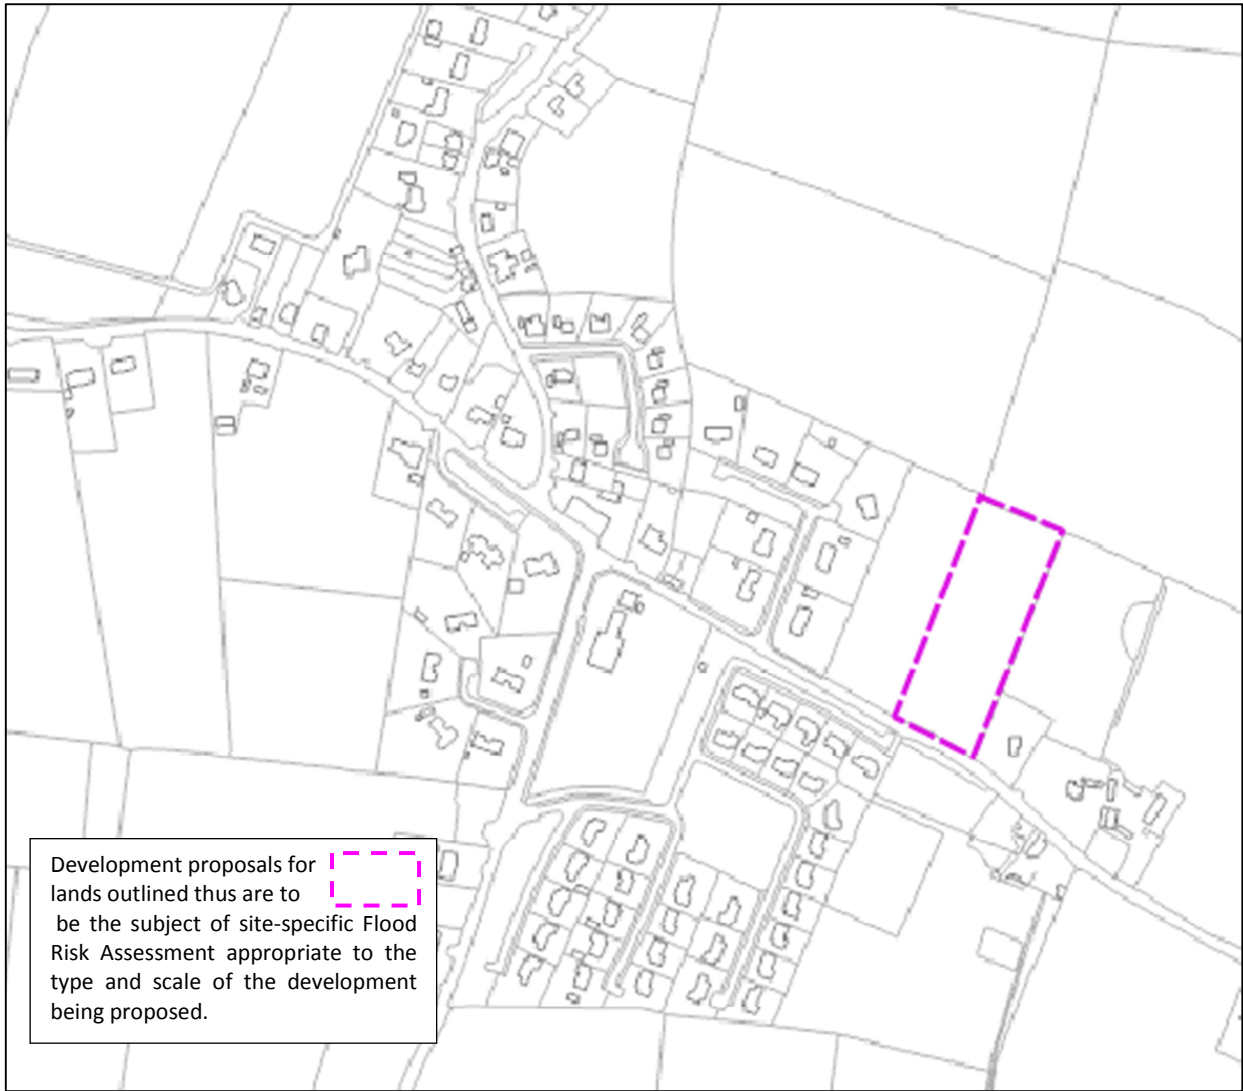 Development proposals for
lands outlined thus are to
be the subject of site-specific Flood
Risk Assessment appropriate to the
type and scale of the development
being proposed.